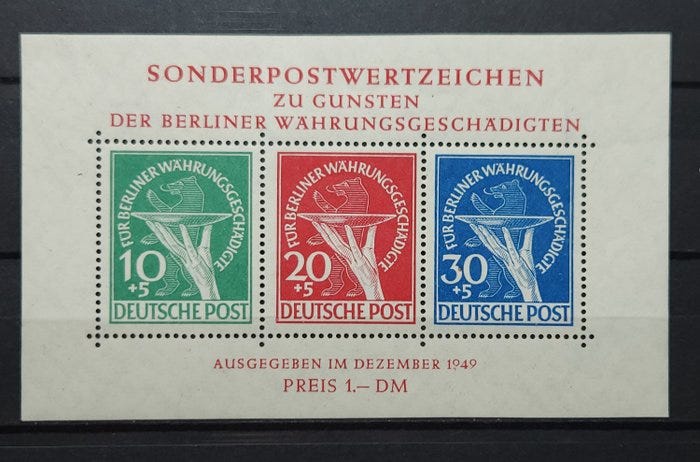 SONDERPOSTWERTZEICHEN
ZU GUNSTEN
DER BERLINER WÄHRUNGSGESCHÄDIGTEN
FÜR BERLINER WÄHRUNGSGESCHÄDIGTE
10
+5
DEUTSCHE POST
FÜR BERLINER WÄHRUNGSGESCHÄDIGTE
20
+5
DEUTSCHE POST
FÜR BERLINER WÄHRUNGSGESCHÄDIGTE
30
+5
DEUTSCHE POST
AUSGEGEBEN IM DEZEMBER 1949
PREIS 1.— DM